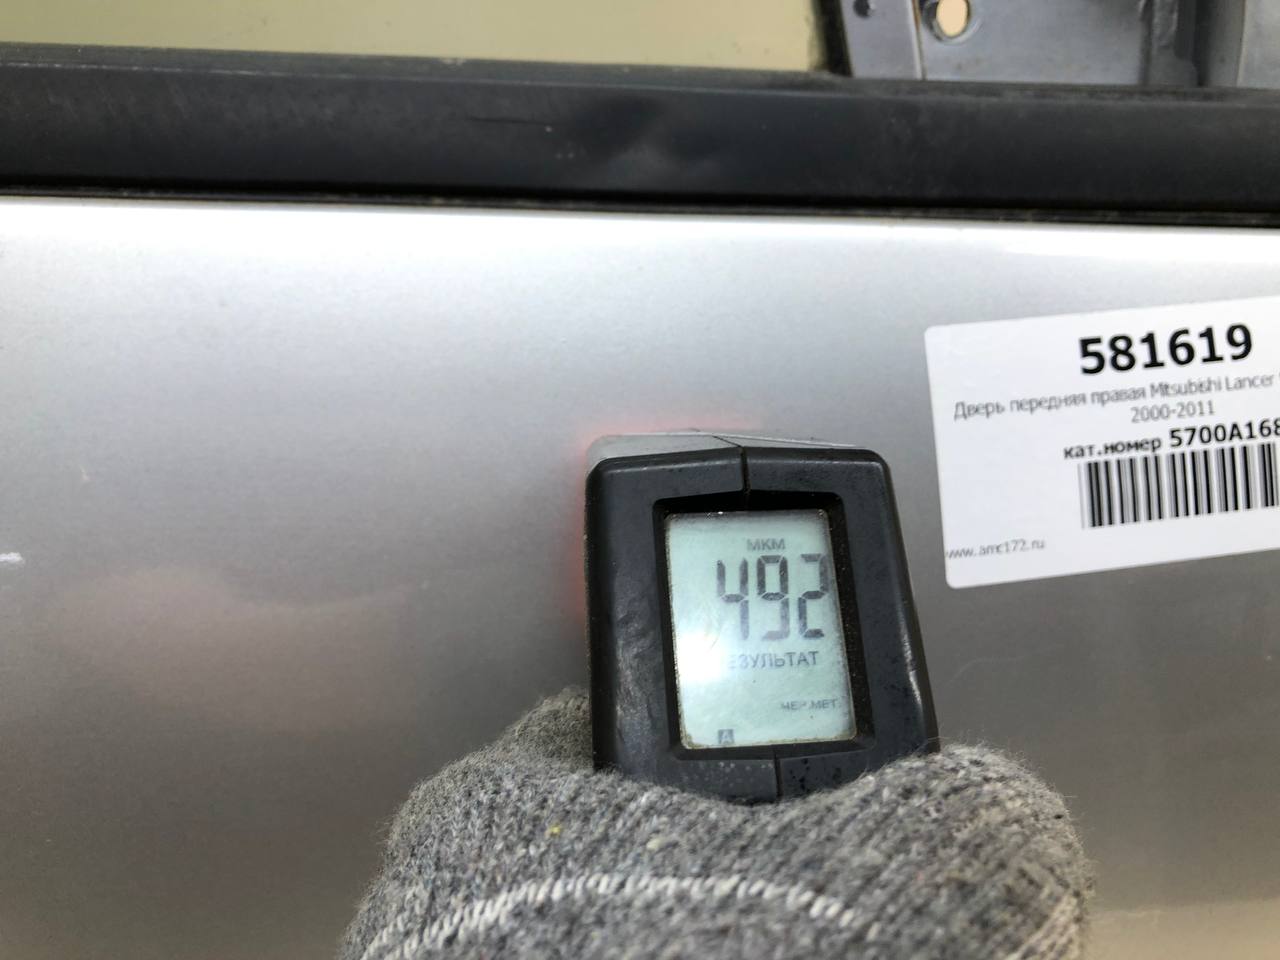 581619
Дверь передняя правая Mitsubishi Lancer
2000-2011
кат.номер 5700A168
www.amc172.ru
МКМ
492
ЕЗУЛЬТАТ
ЧЕР.МЕТ.
A